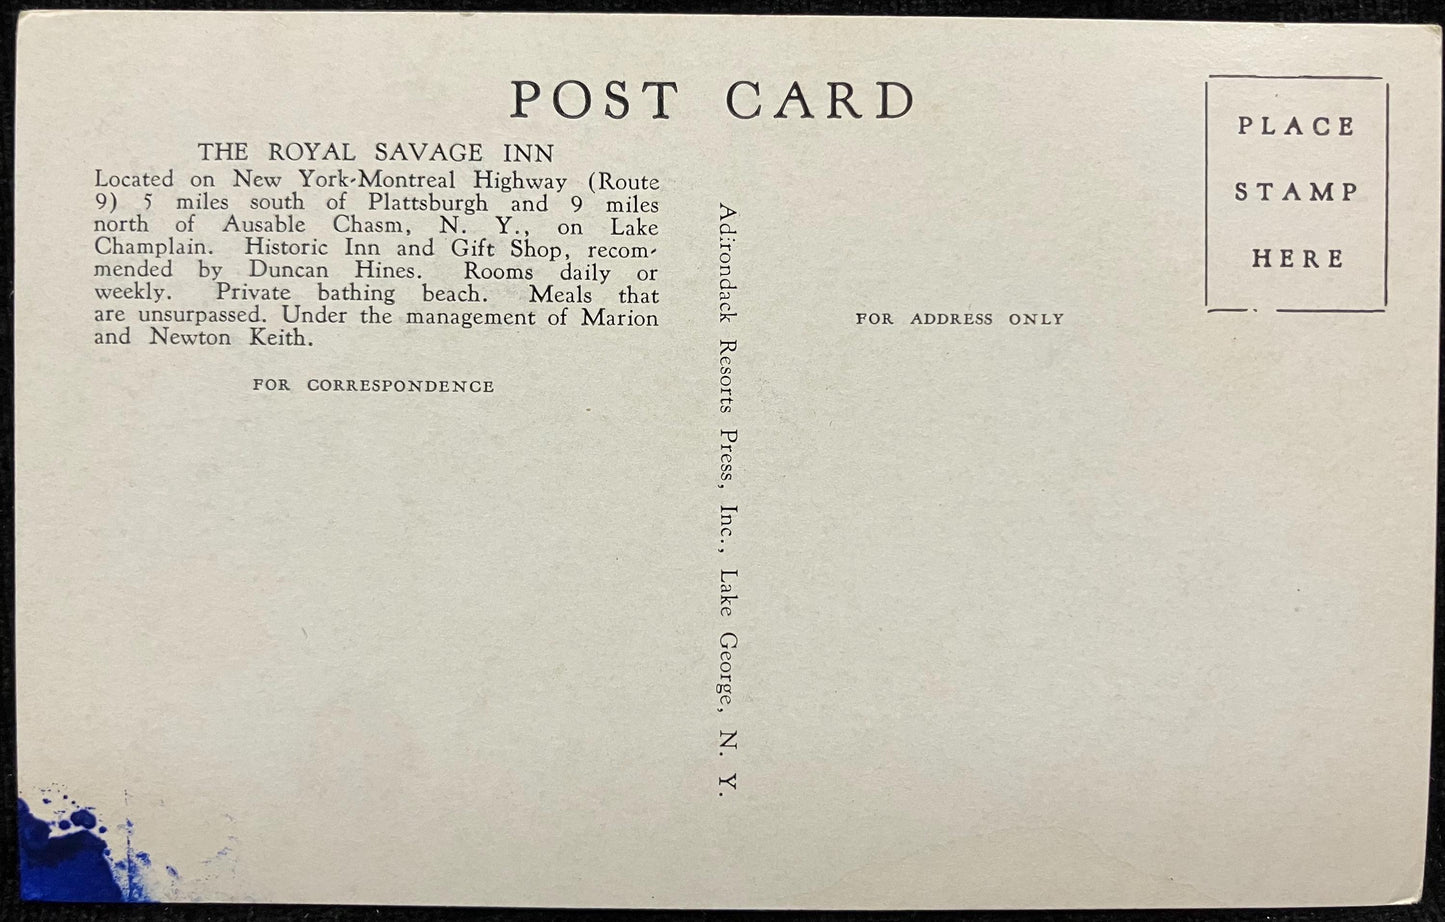 POST CARD
THE ROYAL SAVAGE INN
Located on New York-Montreal Highway (Route
9) 5 miles south of Plattsburgh and 9 miles
north of Ausable Chasm, N. Y., on Lake
Champlain. Historic Inn and Gift Shop, recom-
mended by Duncan Hines. Rooms daily or
weekly. Private bathing beach. Meals that
are unsurpassed. Under the management of Marion
and Newton Keith.
FOR CORRESPONDENCE
Adirondack Resorts Press, Inc., Lake George, N. Y.
PLACE
STAMP
HERE
FOR ADDRESS ONLY